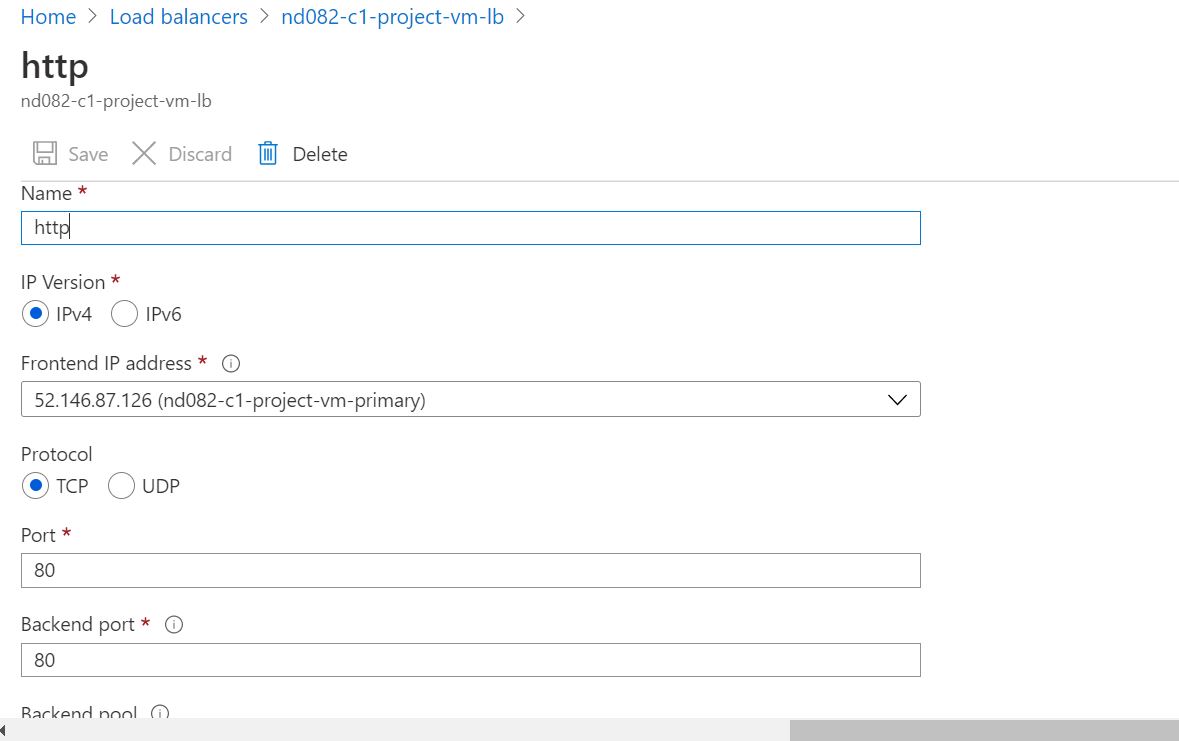 Home > Load balancers > nd082-c1-project-vm-lb >
http
nd082-c1-project-vm-lb
Save Discard Delete
Name *
http
IP Version *
IPv4 IPv6
Frontend IP address *
52.146.87.126 (nd082-c1-project-vm-primary)
Protocol
TCP UDP
Port *
80
Backend port *
80
Backend pool